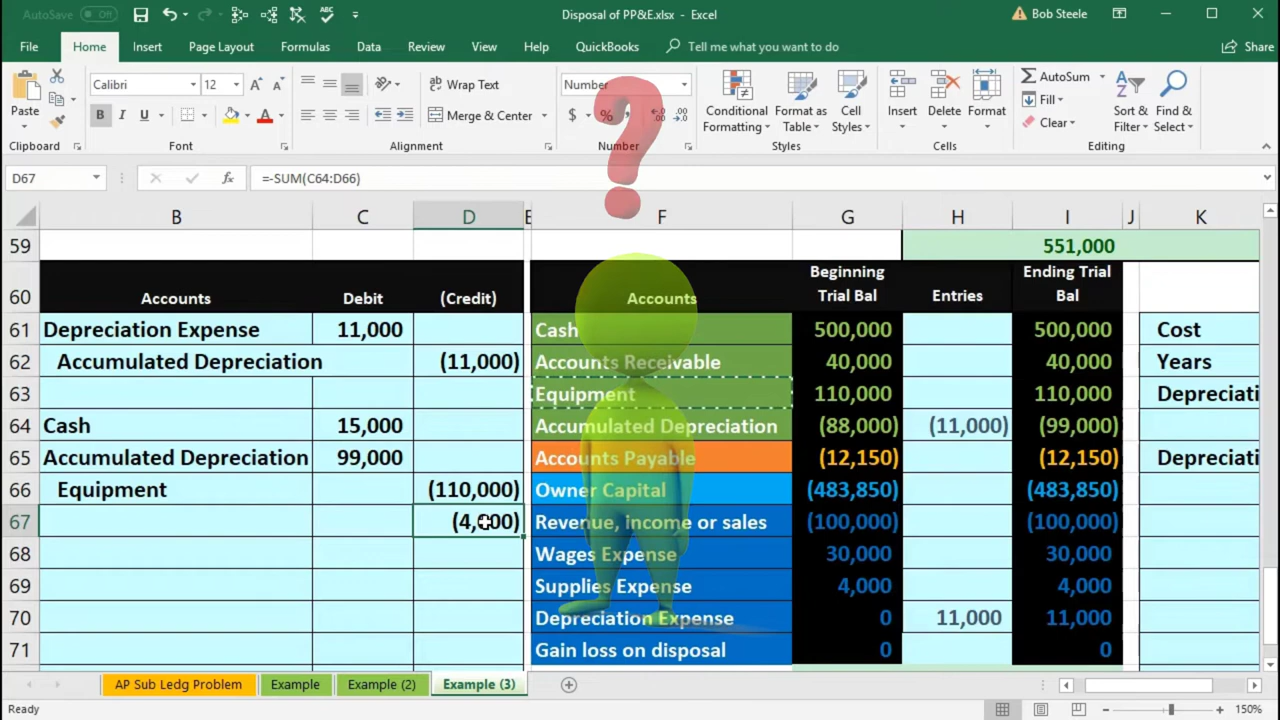 AutoSave Off Disposal of PP&E.xlsx - Excel Bob Steele
File Home Insert Page Layout Formulas Data Review View Help QuickBooks Tell me what you want to do Share
Paste Calibri 12 B I U A Wrap Text Merge & Center Number $ % Conditional Formatting Format as Table Cell Styles Insert Delete Format AutoSum Fill Clear Sort & Filter Find & Select
Clipboard Font Alignment Number Styles Cells Editing
D67 fx =-SUM(C64:D66)
B C D E F G H I J K
59 551,000
60 Accounts Debit (Credit) Accounts Beginning Trial Bal Entries Ending Trial Bal
61 Depreciation Expense 11,000 Cash 500,000 500,000 Cost
62 Accumulated Depreciation (11,000) Accounts Receivable 40,000 40,000 Years
63 Equipment 110,000 110,000 Depreciati
64 Cash 15,000 Accumulated Depreciation (88,000) (11,000) (99,000)
65 Accumulated Depreciation 99,000 Accounts Payable (12,150) (12,150) Depreciati
66 Equipment (110,000) Owner Capital (483,850) (483,850)
67 (4,000) Revenue, income or sales (100,000) (100,000)
68 Wages Expense 30,000 30,000
69 Supplies Expense 4,000 4,000
70 Depreciation Expense 0 11,000 11,000
71 Gain loss on disposal 0 0
AP Sub Ledg Problem Example Example (2) Example (3)
Ready 150%